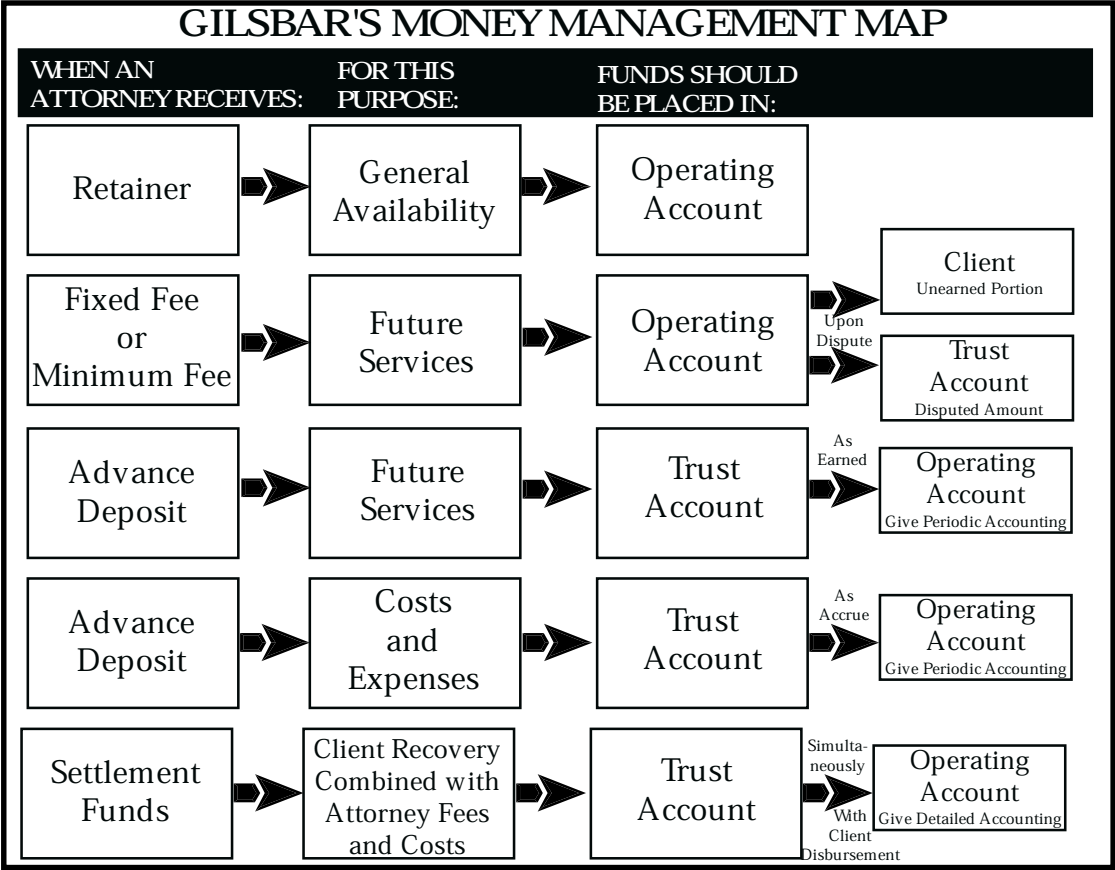 GILSBAR'S MONEY MANAGEMENT MAP
WHEN AN
ATTORNEY RECEIVES:
FOR THIS
PURPOSE:
FUNDS SHOULD
BE PLACED IN:
Retainer
General
Availability
Operating
Account
Fixed Fee
or
Minimum Fee
Future
Services
Operating
Account
Upon
Dispute
Client
Unearned Portion
Trust
Account
Disputed Amount
Advance
Deposit
Future
Services
Trust
Account
As
Earned
Operating
Account
Give Periodic Accounting
Advance
Deposit
Costs
and
Expenses
Trust
Account
As
Accrue
Operating
Account
Give Periodic Accounting
Settlement
Funds
Client Recovery
Combined with
Attorney Fees
and Costs
Trust
Account
Simulta-
neously
With
Client
Disbursement
Operating
Account
Give Detailed Accounting